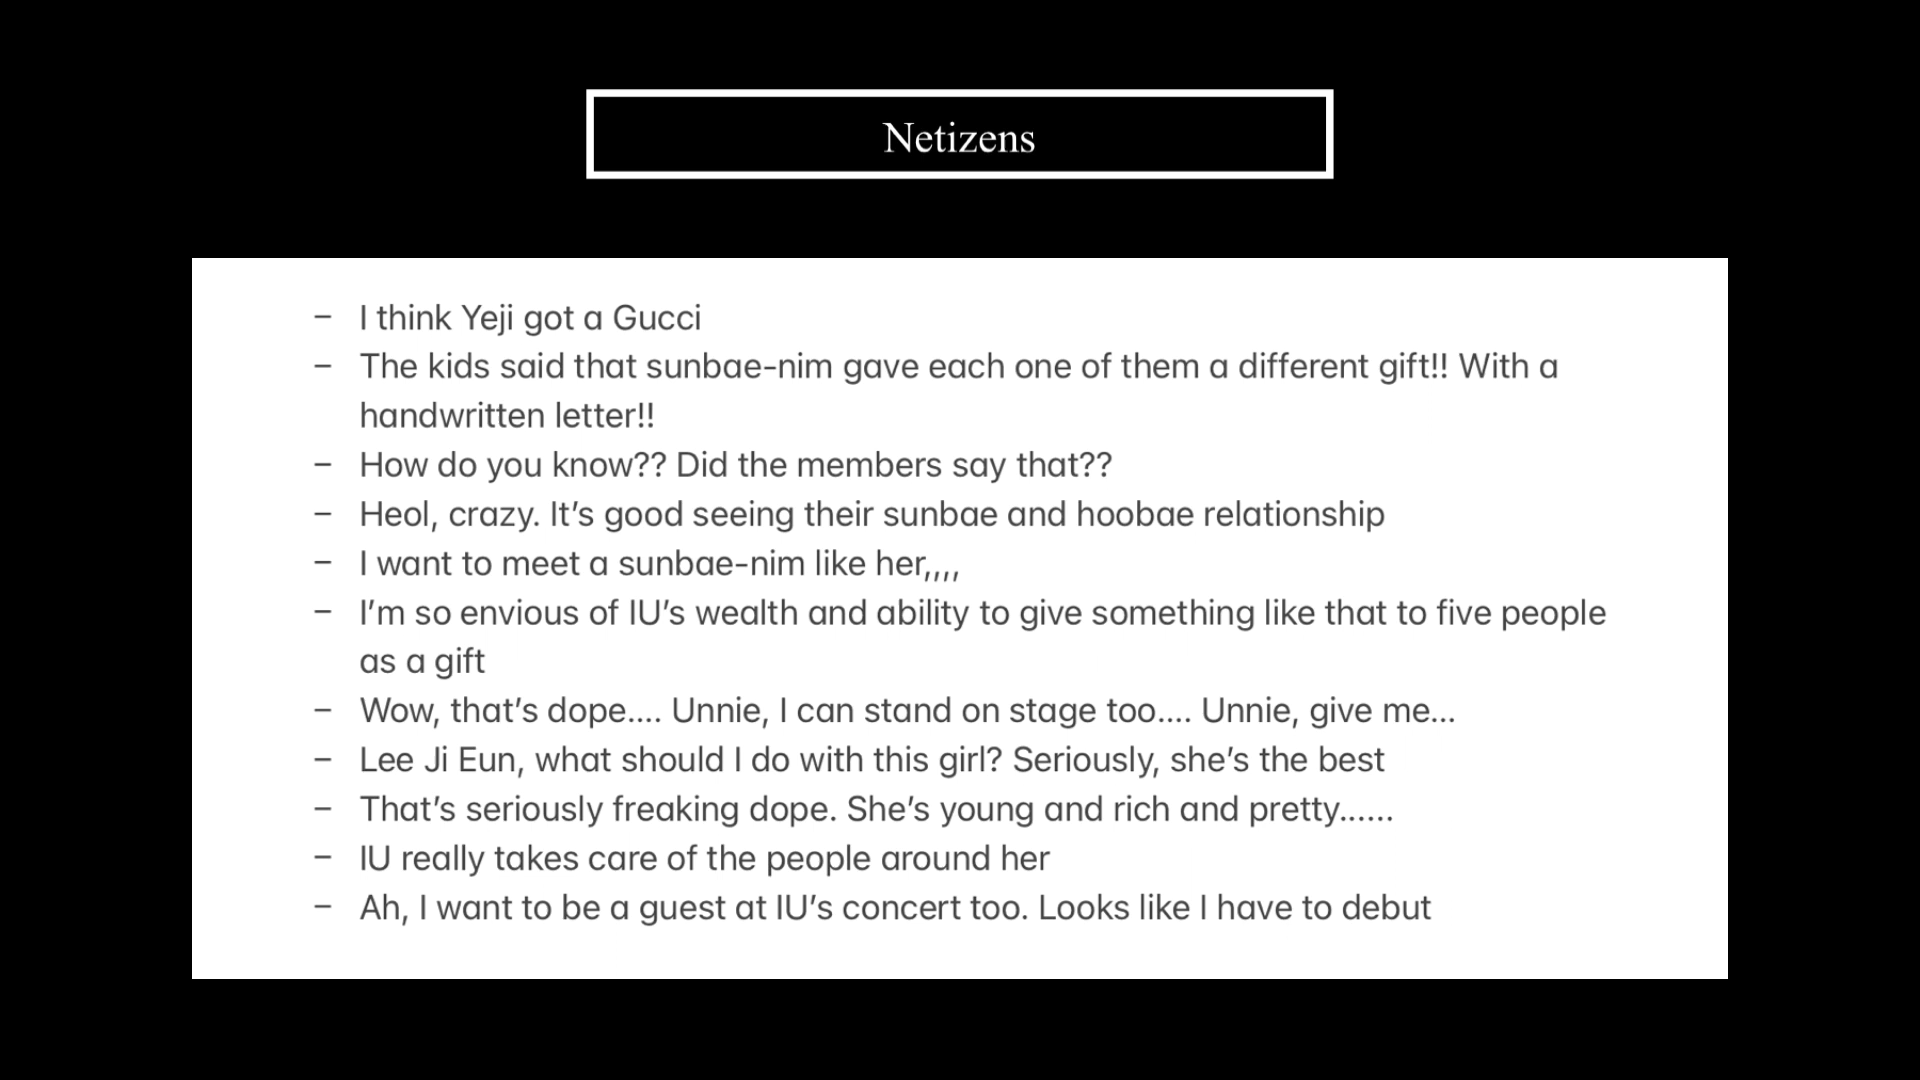 Netizens
– I think Yeji got a Gucci
– The kids said that sunbae-nim gave each one of them a different gift!! With a
handwritten letter!!
– How do you know?? Did the members say that??
– Heol, crazy. It’s good seeing their sunbae and hoobae relationship
– I want to meet a sunbae-nim like her,,,,
– I’m so envious of IU’s wealth and ability to give something like that to five people
as a gift
– Wow, that’s dope.... Unnie, I can stand on stage too.... Unnie, give me...
– Lee Ji Eun, what should I do with this girl? Seriously, she’s the best
– That’s seriously freaking dope. She’s young and rich and pretty......
– IU really takes care of the people around her
– Ah, I want to be a guest at IU’s concert too. Looks like I have to debut